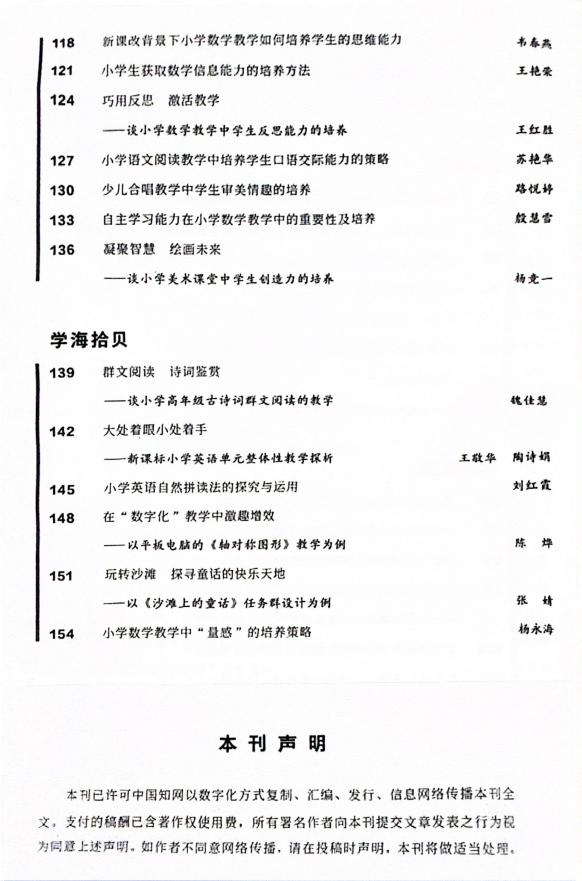 118 新课改背景下小学数学教学如何培养学生的思维能力 韦春燕
121 小学生获取数学信息能力的培养方法 王艳荣
124 巧用反思 激活教学
——谈小学数学教学中学生反思能力的培养 王红胜
127 小学语文阅读教学中培养学生口语交际能力的策略 苏艳华
130 少儿合唱教学中学生审美情趣的培养 路悦婷
133 自主学习能力在小学数学教学中的重要性及培养 殷慧雪
136 凝聚智慧 绘画未来
——谈小学美术课堂中学生创造力的培养 杨竞一
学海拾贝
139 群文阅读 诗词鉴赏
——谈小学高年级古诗词群文阅读的教学 魏佳慧
142 大处着眼小处着手
——新课标小学英语单元整体性教学探析 王敬华 陶诗娟
145 小学英语自然拼读法的探究与运用 刘红霞
148 在“数字化”教学中激趣增效
——以平板电脑的《轴对称图形》教学为例 陈烨
151 玩转沙滩 探寻童话的快乐天地
——以《沙滩上的童话》任务群设计为例 张婧
154 小学数学教学中“量感”的培养策略 杨永海
本刊声明
本刊已许可中国知网以数字化方式复制、汇编、发行、信息网络传播本刊全
文。支付的稿酬已含著作权使用费，所有署名作者向本刊提交文章发表之行为视
为同意上述声明。如作者不同意网络传播，请在投稿时声明，本刊将做适当处理。